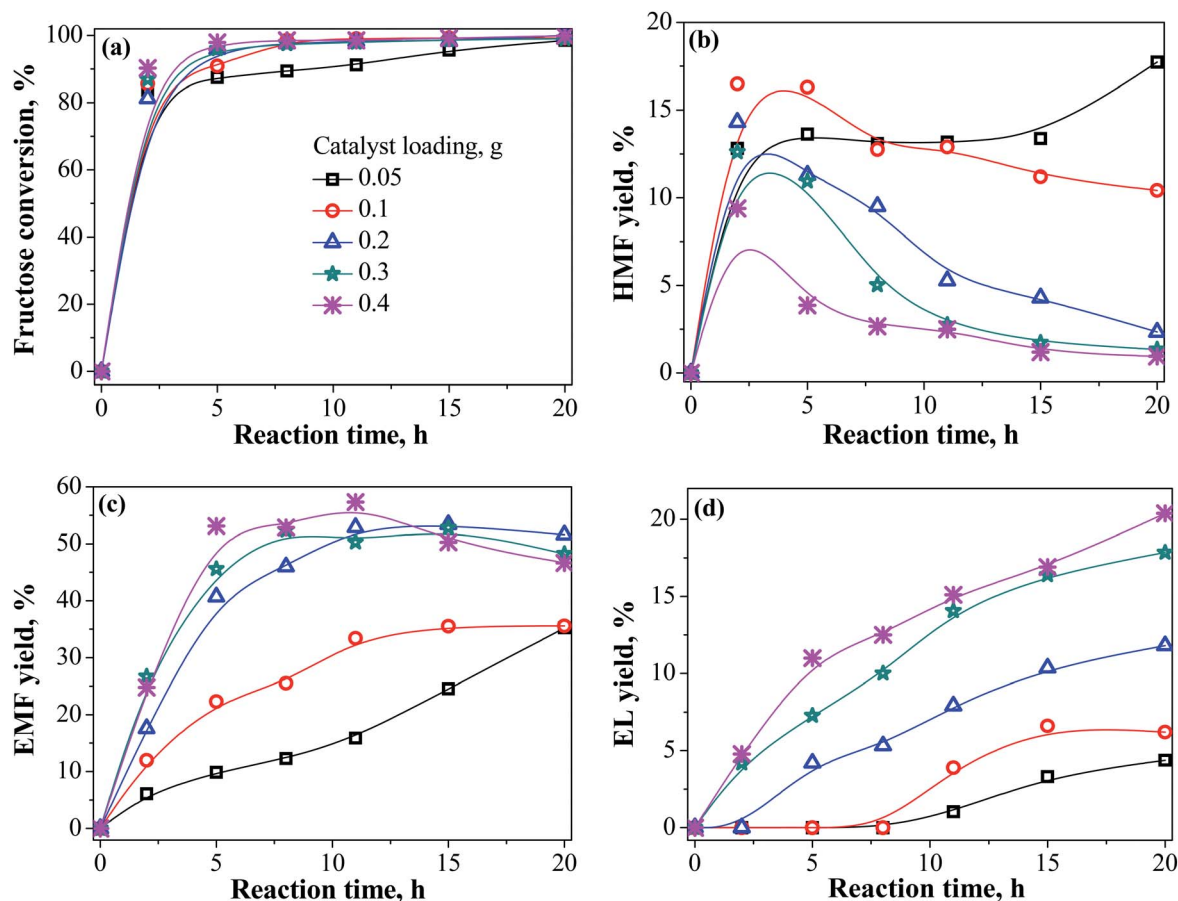 (a)
Fructose conversion, %
100
80
60
40
20
0
Catalyst loading, g
0.05
0.1
0.2
0.3
0.4
0 5 10 15 20
Reaction time, h
(b)
HMF yield, %
20
15
10
5
0
0 5 10 15 20
Reaction time, h
(c)
EMF yield, %
60
50
40
30
20
10
0
0 5 10 15 20
Reaction time, h
(d)
EL yield, %
20
15
10
5
0
0 5 10 15 20
Reaction time, h